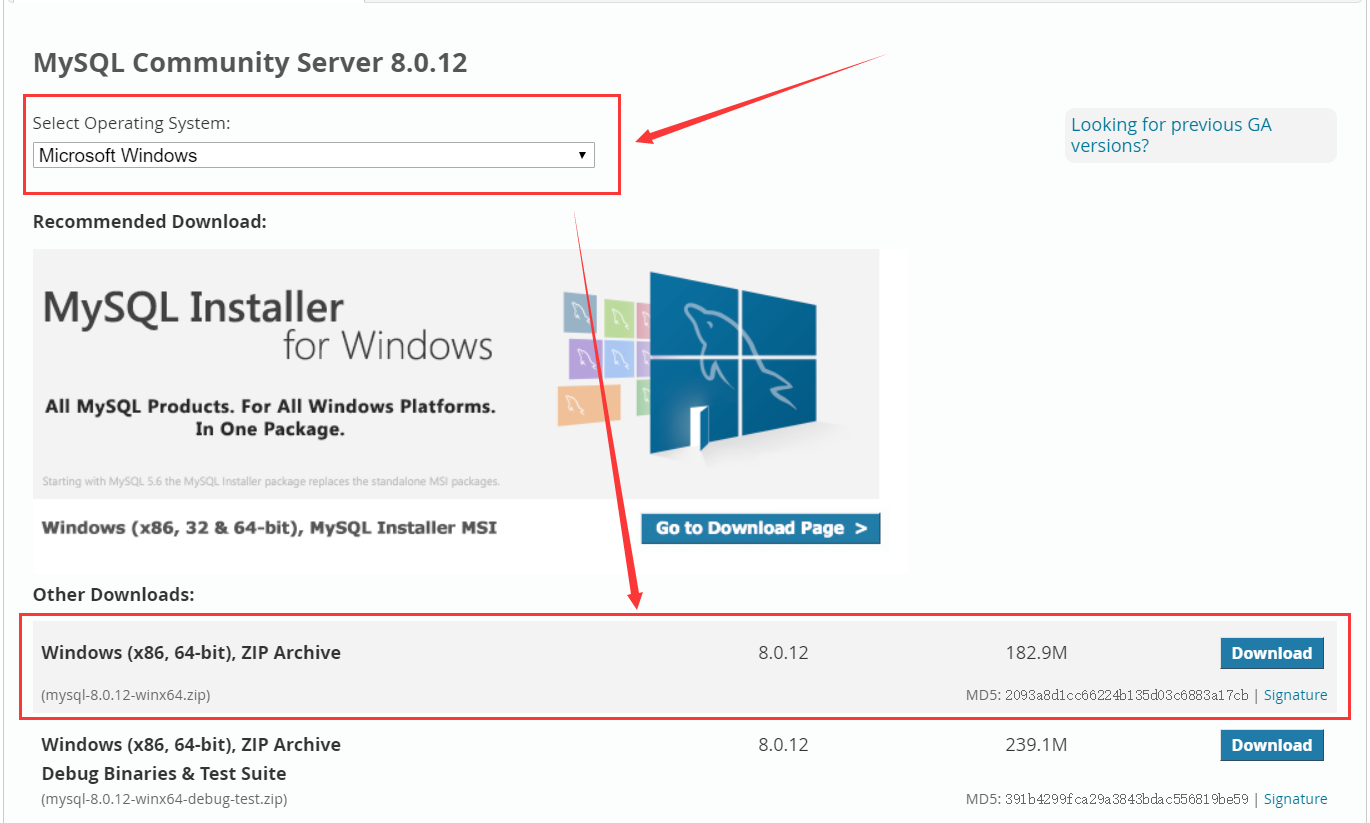 MySQL Community Server 8.0.12
Select Operating System:
Microsoft Windows
Looking for previous GA
versions?
Recommended Download:
MySQL Installer
for Windows
All MySQL Products. For All Windows Platforms.
In One Package.
Starting with MySQL 5.6 the MySQL Installer package replaces the standalone MSI packages.
Windows (x86, 32 & 64-bit), MySQL Installer MSI
Go to Download Page >
Other Downloads:
Windows (x86, 64-bit), ZIP Archive 8.0.12 182.9M Download
(mysql-8.0.12-winx64.zip) MD5: 2093a8d1cc66224b135d03c6883a17cb | Signature
Windows (x86, 64-bit), ZIP Archive 8.0.12 239.1M Download
Debug Binaries & Test Suite
(mysql-8.0.12-winx64-debug-test.zip) MD5: 391b4299fca29a3843bdac556819be59 | Signature